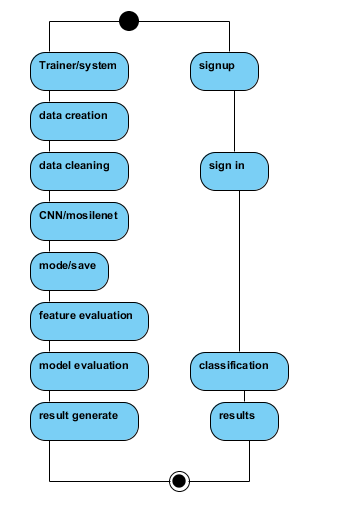 Trainer/system
signup
data creation
data cleaning
sign in
CNN/mosilenet
mode/save
feature evaluation
model evaluation
classification
result generate
results